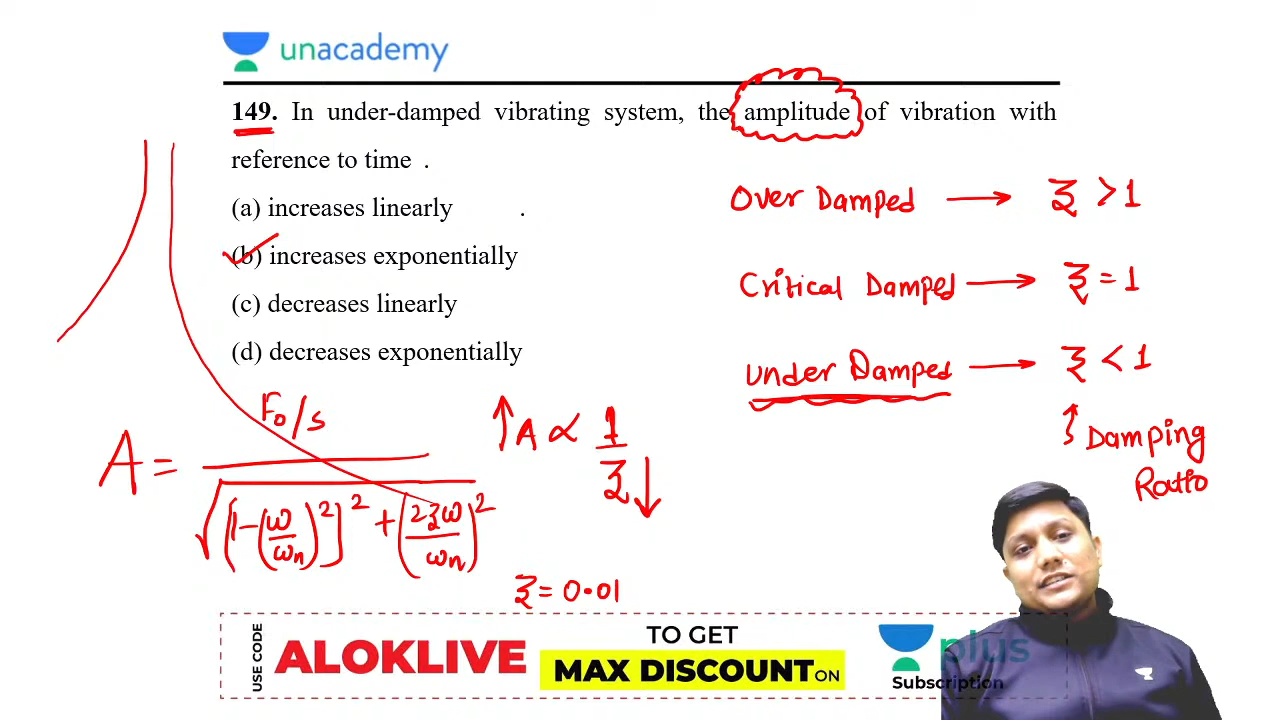 unacademy
149. In under-damped vibrating system, the amplitude of vibration with
reference to time .
(a) increases linearly .
(b) increases exponentially
(c) decreases linearly
(d) decreases exponentially
Over Damped → ξ > 1
Critical Damped → ξ = 1
Under Damped → ξ < 1
↑ Damping
Ratio
A = F₀/s / √([1-(ω/ωn)²]² + (2ξω/ωn)²)
↑ A ∝ 1/ξ ↓
ξ = 0.01
USE CODE
ALOKLIVE
TO GET
MAX DISCOUNT ON
plus
Subscription